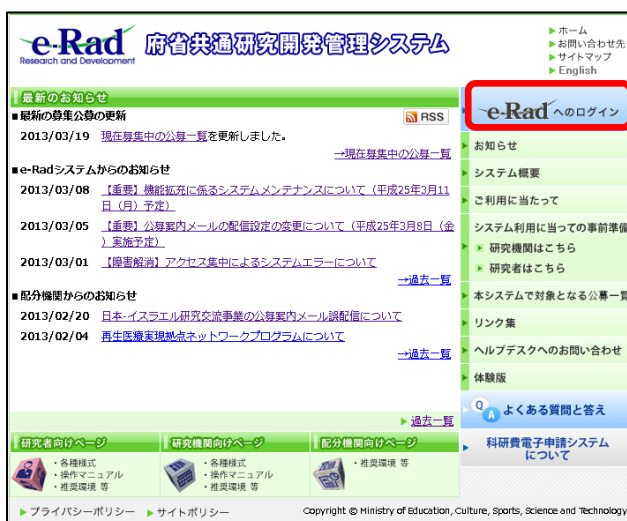 e-Rad
Research and Development
府省共通研究開発管理システム
ホーム
お問い合わせ先
サイトマップ
English
最新のお知らせ
■最新の募集公募の更新
RSS
2013/03/19 現在募集中の公募一覧を更新しました。
→現在募集中の公募一覧
■e-Radシステムからのお知らせ
2013/03/08 【重要】機能拡充に係るシステムメンテナンスについて（平成25年3月11
日（月）予定）
2013/03/05 【重要】公募案内メールの配信設定の変更について（平成25年3月8日（金
）実施予定）
2013/03/01 【障害解消】アクセス集中によるシステムエラーについて
→過去一覧
■配分機関からのお知らせ
2013/02/20 日本-イスラエル研究交流事業の公募案内メール誤配信について
2013/02/04 再生医療実現拠点ネットワークプログラムについて
→過去一覧
過去一覧
e-Radへのログイン
お知らせ
システム概要
ご利用に当たって
システム利用に当っての事前準備
研究機関はこちら
研究者はこちら
本システムで対象となる公募一覧
リンク集
ヘルプデスクへのお問い合わせ
体験版
QA よくある質問と答え
科研費電子申請システム
について
研究者向けページ
・各種様式
・操作マニュアル
・推奨環境 等
研究機関向けページ
・各種様式
・操作マニュアル
・推奨環境 等
配分機関向けページ
・推奨環境 等
プライバシーポリシー
サイトポリシー
Copyright © Ministry of Education, Culture, Sports, Science and Technology